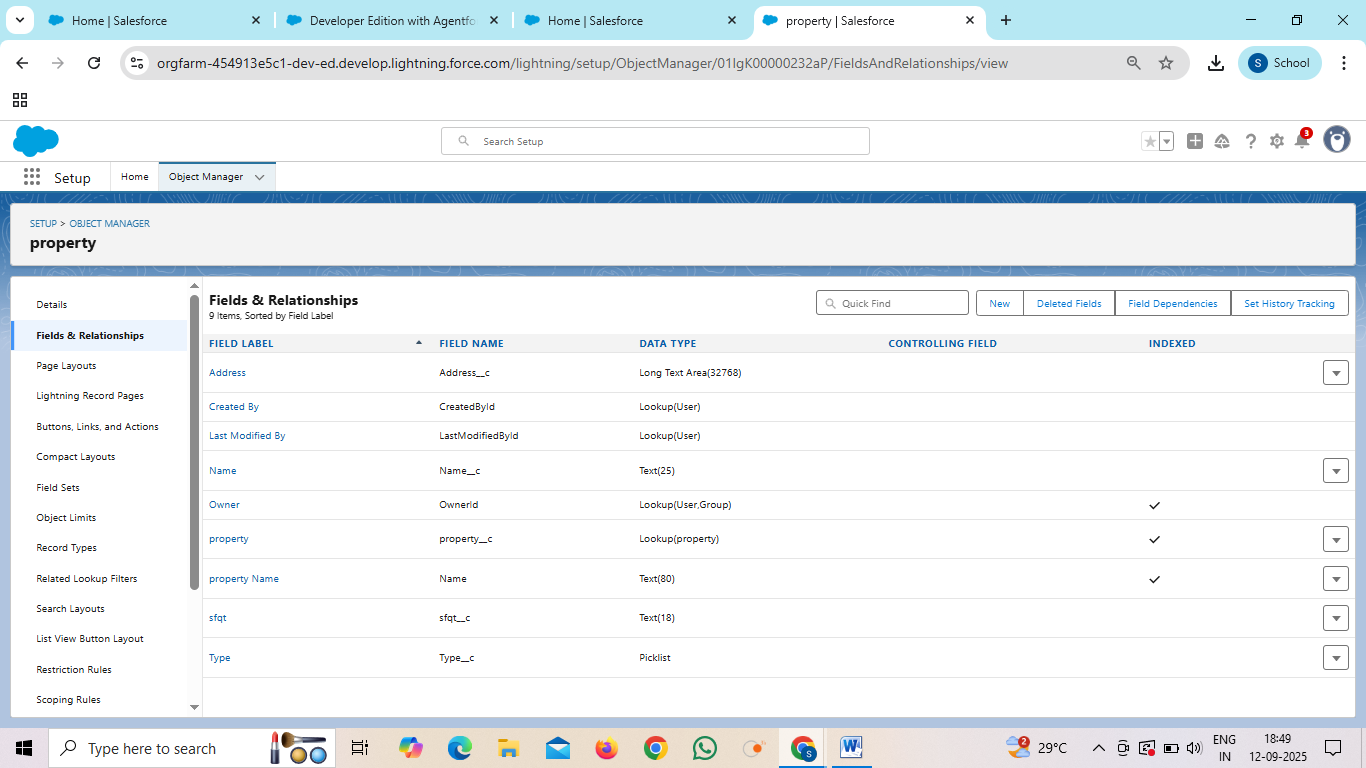 Home | Salesforce
Developer Edition with Agentfo
Home | Salesforce
property | Salesforce
orgfarm-454913e5c1-dev-ed.develop.lightning.force.com/lightning/setup/ObjectManager/01IgK00000232aP/FieldsAndRelationships/view
S School
Search Setup
3
Setup Home Object Manager
SETUP > OBJECT MANAGER
property
Details
Fields & Relationships
Page Layouts
Lightning Record Pages
Buttons, Links, and Actions
Compact Layouts
Field Sets
Object Limits
Record Types
Related Lookup Filters
Search Layouts
List View Button Layout
Restriction Rules
Scoping Rules
Fields & Relationships
9 Items, Sorted by Field Label
Quick Find
New Deleted Fields Field Dependencies Set History Tracking
FIELD LABEL FIELD NAME DATA TYPE CONTROLLING FIELD INDEXED
Address Address__c Long Text Area(32768)
Created By CreatedById Lookup(User)
Last Modified By LastModifiedById Lookup(User)
Name Name__c Text(25)
Owner OwnerId Lookup(User,Group)
property property__c Lookup(property)
property Name Name Text(80)
sfqt sfqt__c Text(18)
Type Type__c Picklist
Type here to search
S
W
2
29°C
ENG
IN
18:49
12-09-2025